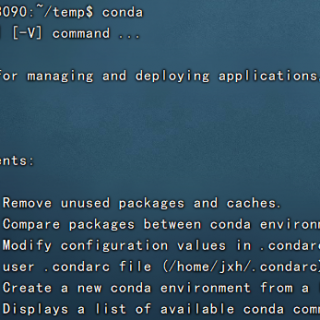 3090:~/temp$ conda
[-V] command ...
for managing and deploying applications,
ents:
Remove unused packages and caches.
Compare packages between conda environ
Modify configuration values in .condar
user .condarc file (/home/jxh/.condarc
Create a new conda environment from a
Displays a list of available conda com